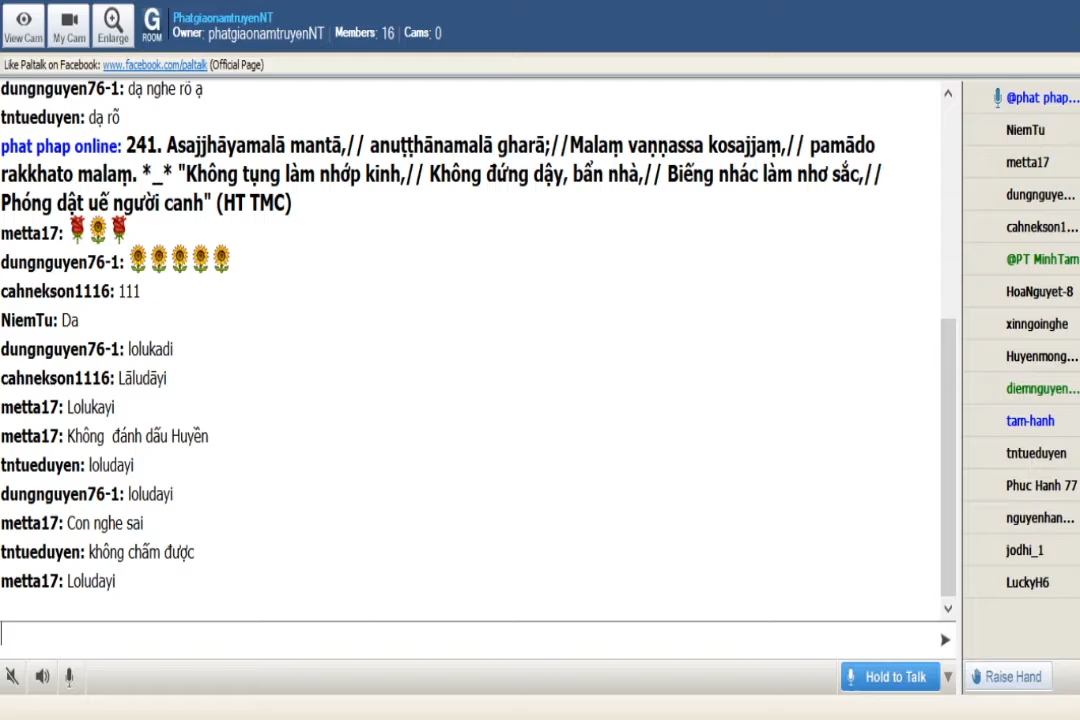 View Cam
My Cam
Enlarge
G
ROOM
PhatgiaonamtruyenNT
Owner: phatgiaonamtruyenNT | Members: 16 | Cams: 0
Like Paltalk on Facebook: www.facebook.com/paltalk (Official Page)
dungnguyen76-1: dạ nghe rõ ạ
tntueduyen: dạ rõ
phat phap online: 241. Asajjhāyamalā mantā,// anuṭṭhānamalā gharā;//Malaṃ vaṇṇassa kosajjaṃ,// pamādo
rakkhato malaṃ. *_* "Không tụng làm nhớp kinh,// Không đứng dậy, bẩn nhà,// Biếng nhác làm nhơ sắc,//
Phóng dật uế người canh" (HT TMC)
metta17:
dungnguyen76-1:
cahnekson1116: 111
NiemTu: Da
dungnguyen76-1: lolukadi
cahnekson1116: Lāludāyi
metta17: Lolukayi
metta17: Không đánh dấu Huyền
tntueduyen: loludayi
dungnguyen76-1: loludayi
metta17: Con nghe sai
tntueduyen: không chấm được
metta17: Loludayi
@phat phap...
NiemTu
metta17
dungnguye...
cahnekson1...
@PT MinhTam
HoaNguyet-8
xinngoinghe
Huyenmong...
diemnguyen...
tam-hanh
tntueduyen
Phuc Hanh 77
nguyenhan...
jodhi_1
LuckyH6
Hold to Talk
Raise Hand